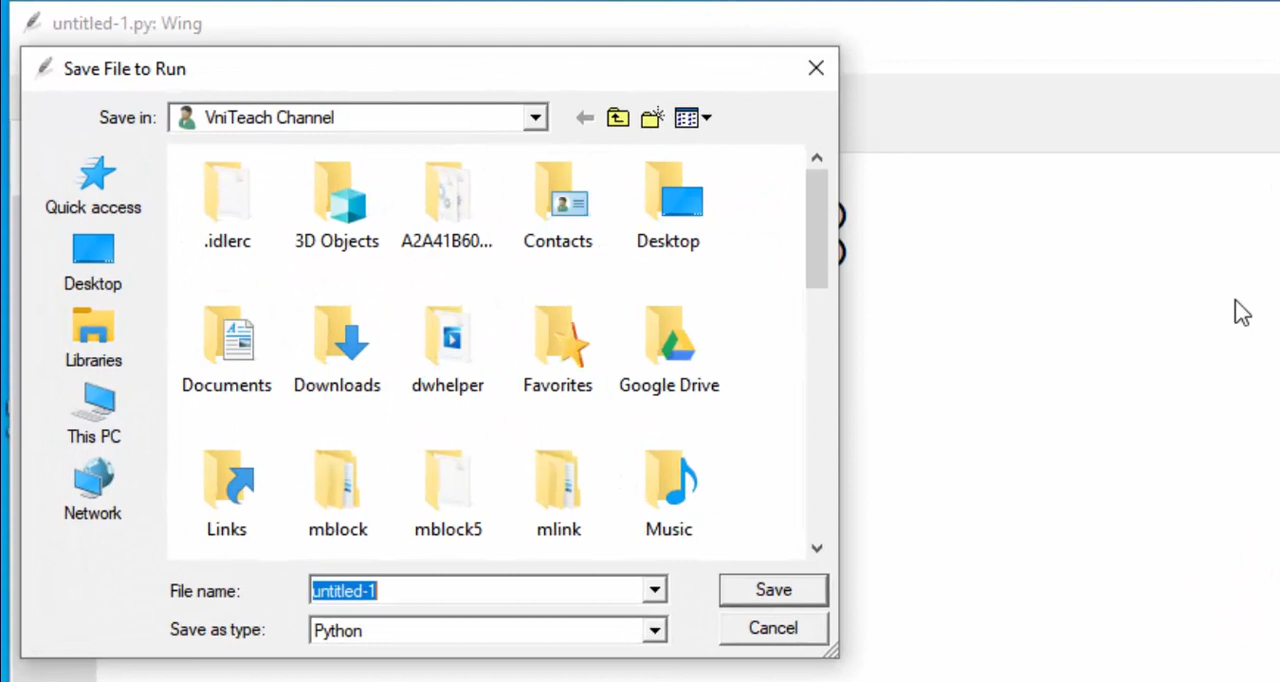 untitled-1.py: Wing
Save File to Run
Save in: VniTeach Channel
Quick access
Desktop
Libraries
This PC
Network
.idlerc 3D Objects A2A41B60... Contacts Desktop
Documents Downloads dwhelper Favorites Google Drive
Links mblock mblock5 mlink Music
File name: untitled-1 Save
Save as type: Python Cancel